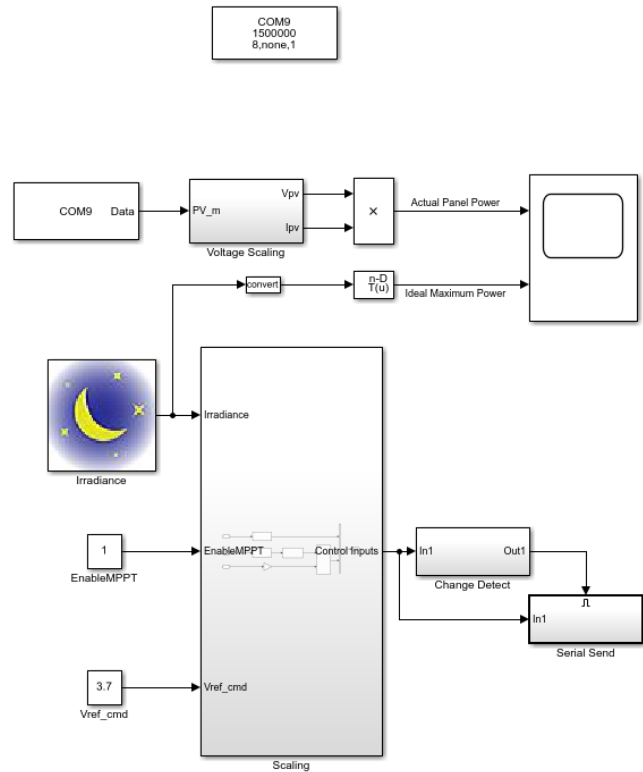 COM9
1500000
8,none,1
COM9
Data
PV_m
Vpv
Ipv
Voltage Scaling
×
Actual Panel Power
convert
n-D
T(u)
Ideal Maximum Power
Irradiance
Irradiance
1
EnableMPPT
EnableMPPT
Control Inputs
In1
Out1
Change Detect
In1
Serial Send
3.7
Vref_cmd
Vref_cmd
Scaling